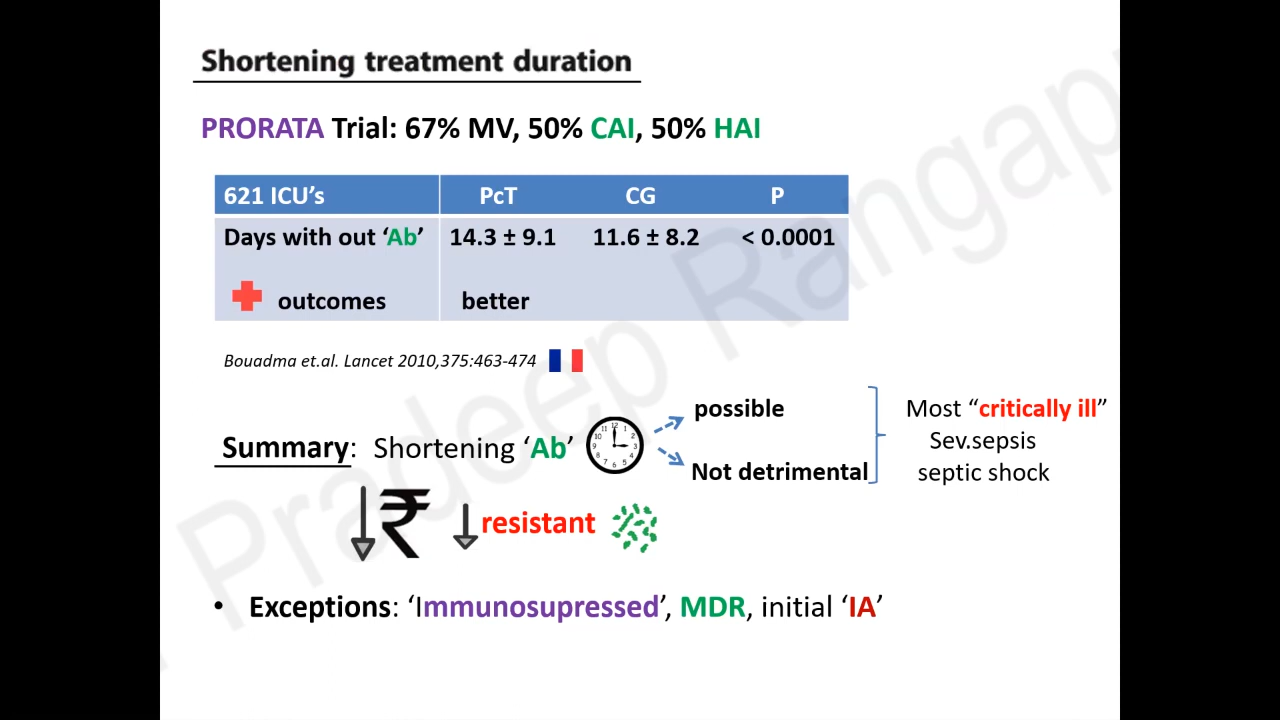 Shortening treatment duration
PRORATA Trial: 67% MV, 50% CAI, 50% HAI
621 ICU's PcT CG P
Days with out ‘Ab’ 14.3 ± 9.1 11.6 ± 8.2 < 0.0001
outcomes better
Bouadma et.al. Lancet 2010,375:463-474
Summary: Shortening ‘Ab’
possible
Not detrimental
Most “critically ill”
Sev.sepsis
septic shock
₹ resistant
• Exceptions: ‘Immunosupressed’, MDR, initial ‘IA’
Pradeep Rangap